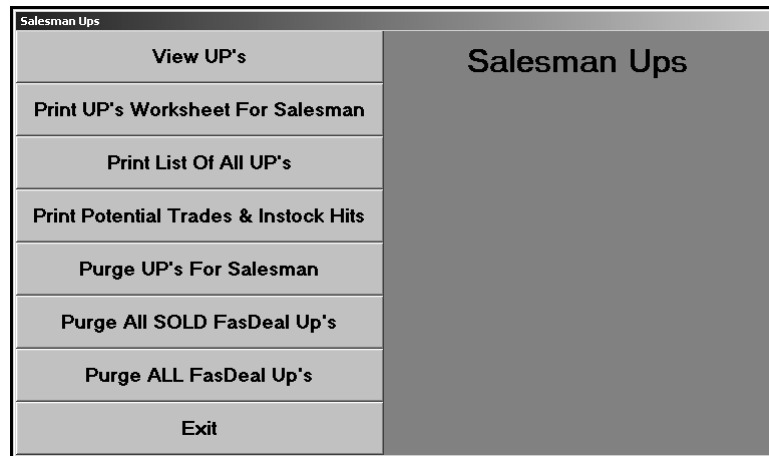 Salesman Ups
View UP's
Salesman Ups
Print UP's Worksheet For Salesman
Print List Of All UP's
Print Potential Trades & Instock Hits
Purge UP's For Salesman
Purge All SOLD FasDeal Up's
Purge ALL FasDeal Up's
Exit